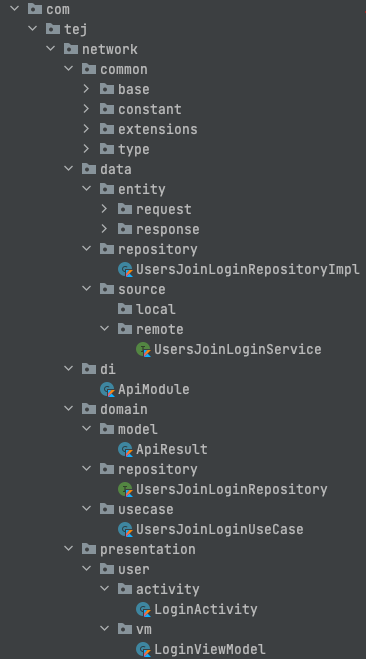 com
tej
network
common
base
constant
extensions
type
data
entity
request
response
repository
UsersJoinLoginRepositoryImpl
source
local
remote
UsersJoinLoginService
di
ApiModule
domain
model
ApiResult
repository
UsersJoinLoginRepository
usecase
UsersJoinLoginUseCase
presentation
user
activity
LoginActivity
vm
LoginViewModel